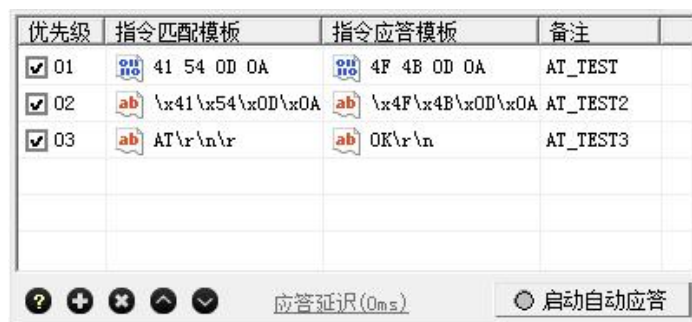 优先级 指令匹配模板 指令应答模板 备注
01 41 54 0D 0A 4F 4B 0D 0A AT_TEST
02 \x41\x54\x0D\x0A \x4F\x4B\x0D\x0A AT_TEST2
03 AT\r\n\r OK\r\n AT_TEST3
应答延迟(0ms) 启动自动应答